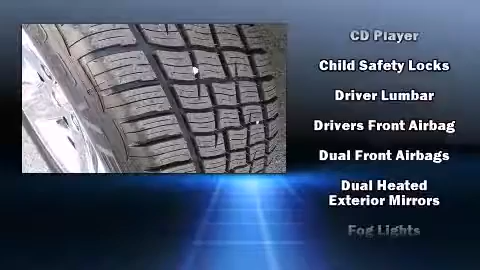 CD Player
Child Safety Locks
Driver Lumbar
Drivers Front Airbag
Dual Front Airbags
Dual Heated
Exterior Mirrors
Fog Lights